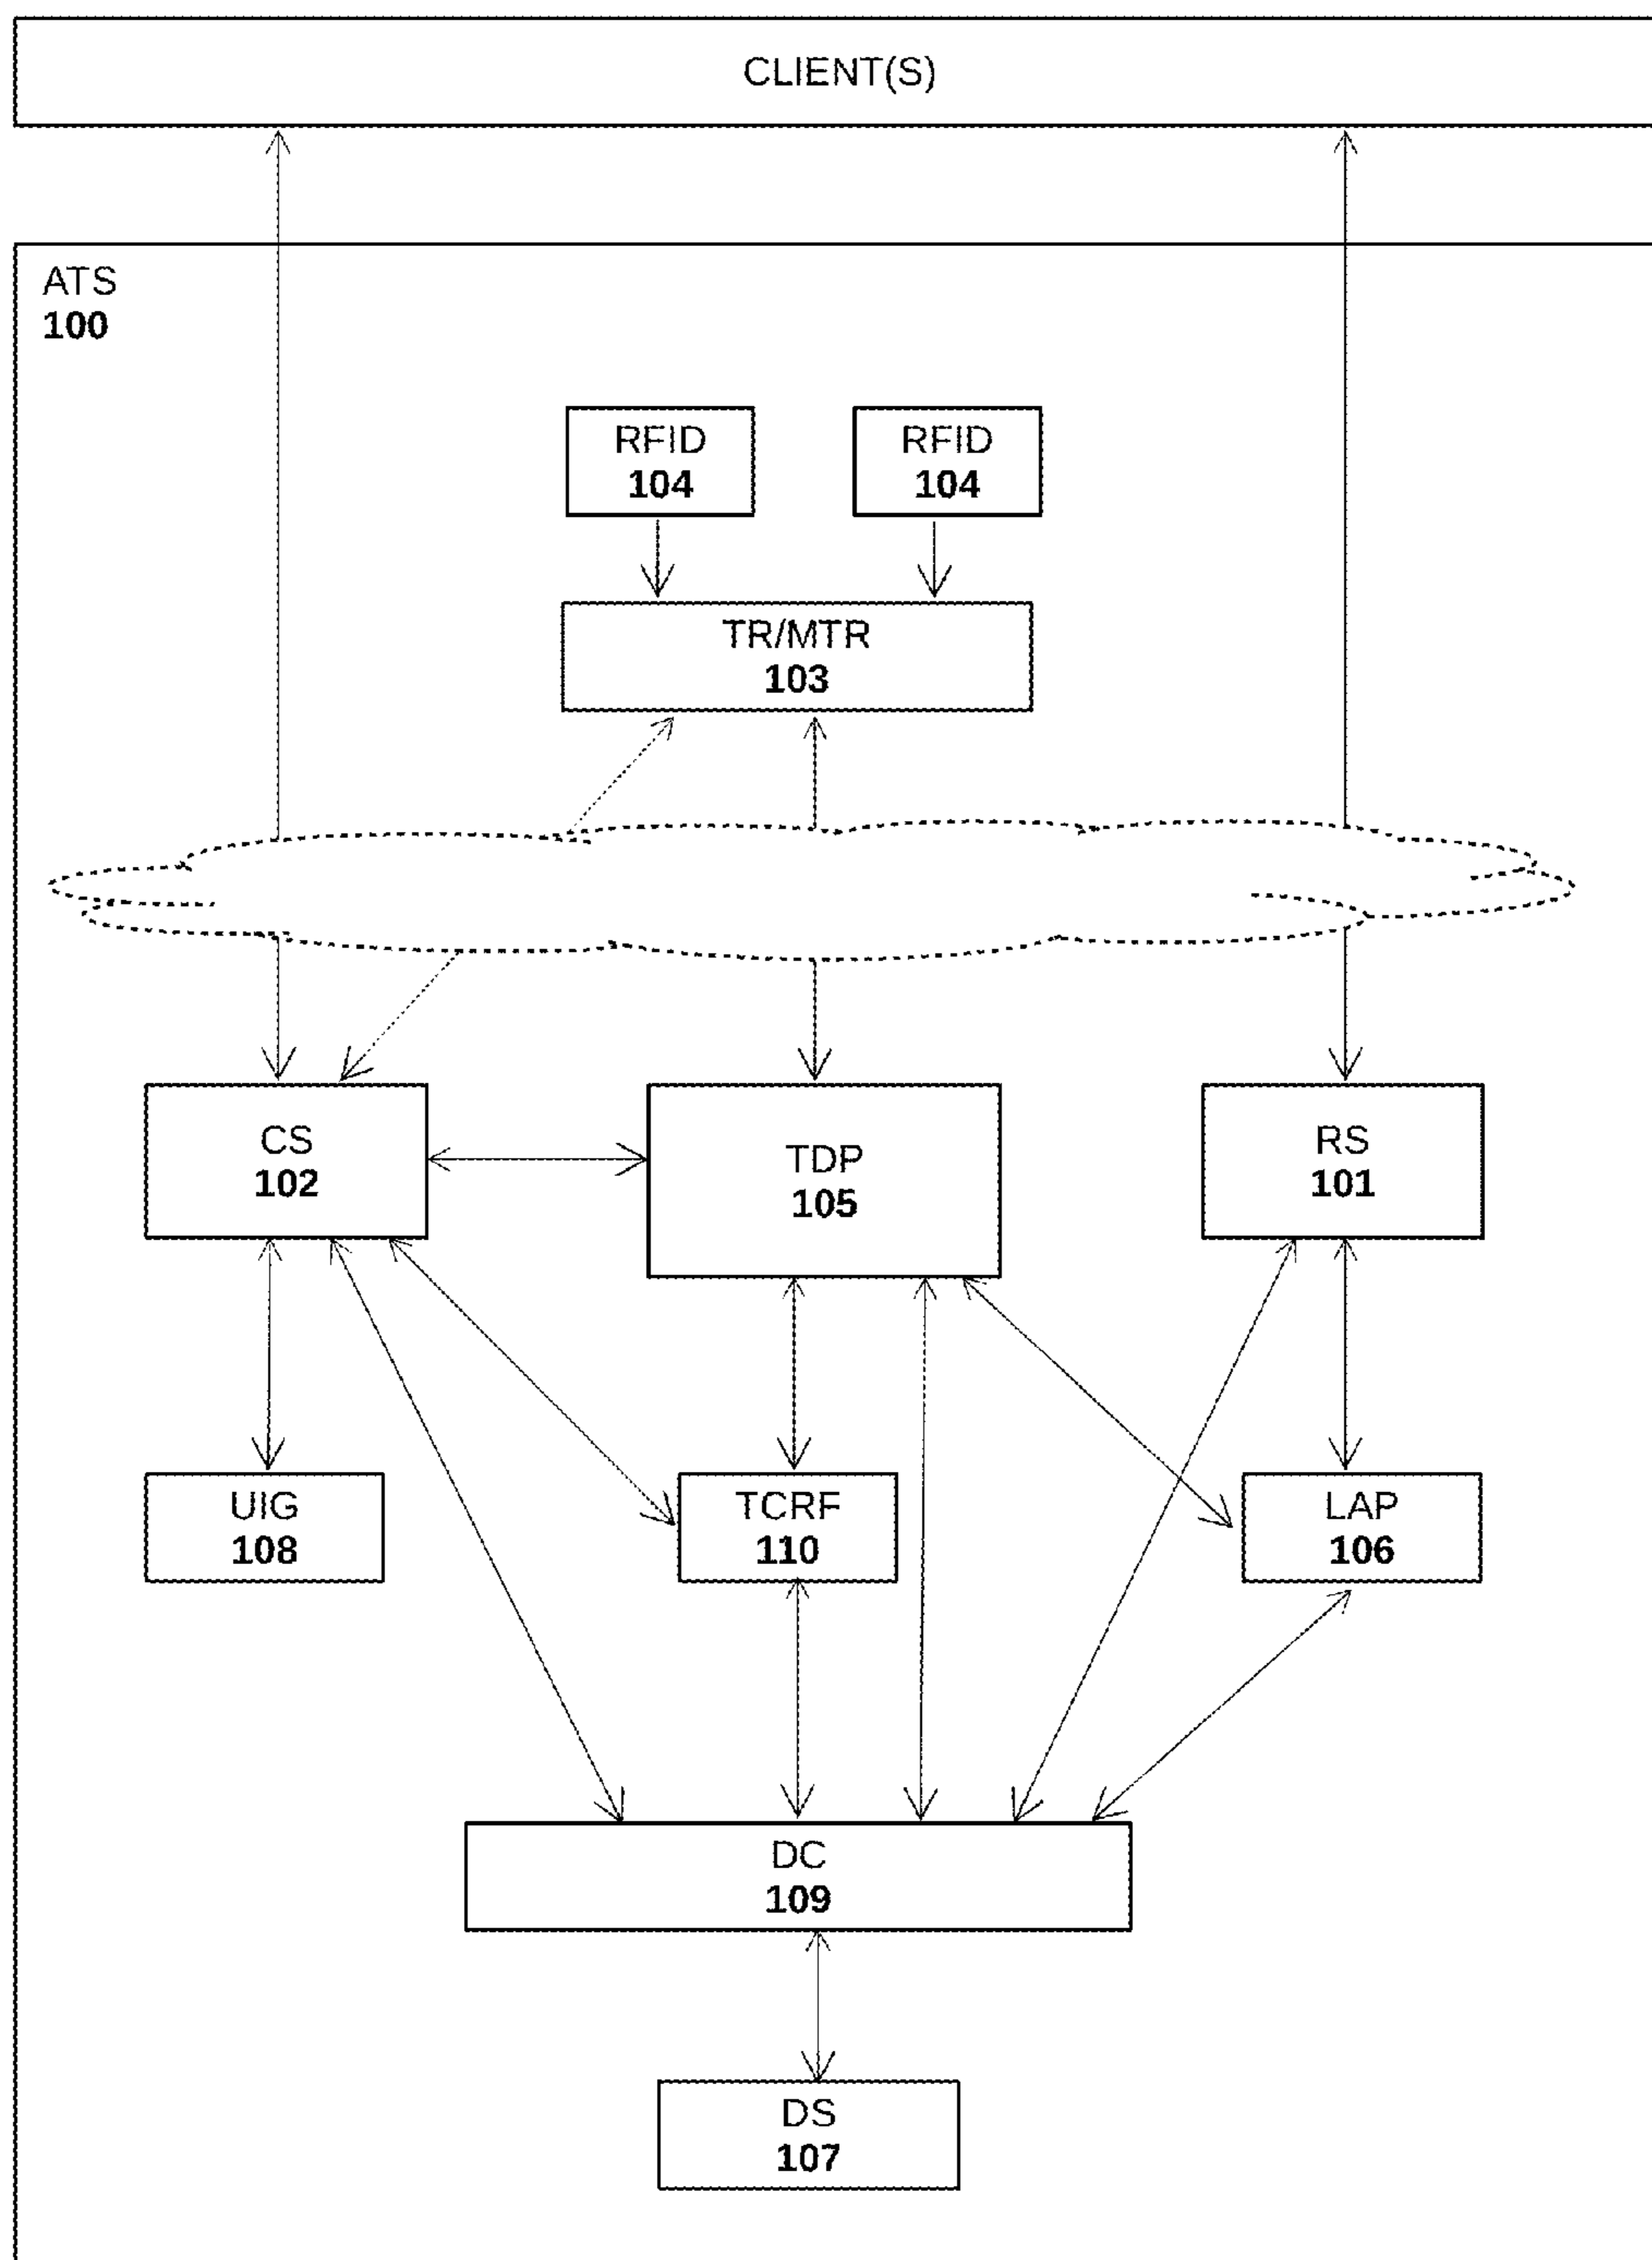 CLIENT(S)
ATS
100
RFID
104
RFID
104
TR/MTR
103
CS
102
TDP
105
RS
101
UIG
108
TCRF
110
LAP
106
DC
109
DS
107